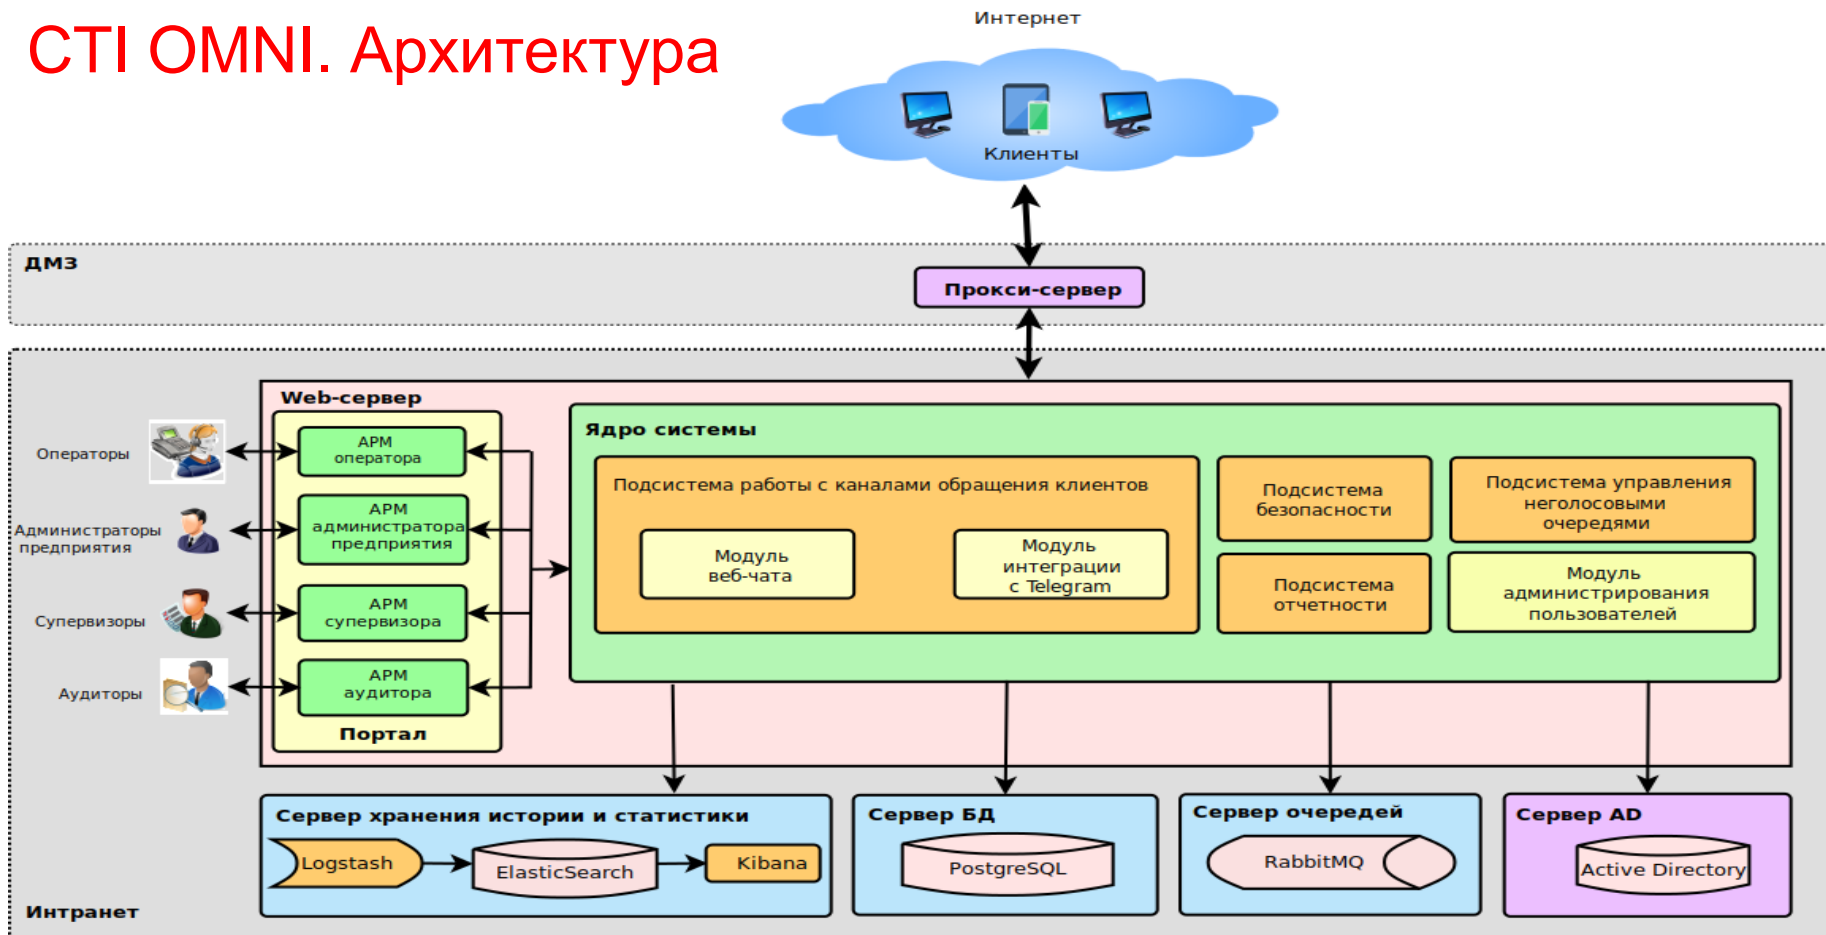 CTI OMNI. Архитектура
Интернет
Клиенты
ДМЗ
Прокси-сервер
Web-сервер
Операторы
АРМ
оператора
Администраторы
предприятия
АРМ
администратора
предприятия
Супервизоры
АРМ
супервизора
Аудиторы
АРМ
аудитора
Портал
Ядро системы
Подсистема работы с каналами обращения клиентов
Модуль
веб-чата
Модуль
интеграции
с Telegram
Подсистема
безопасности
Подсистема управления
неголосовыми
очередями
Подсистема
отчетности
Модуль
администрирования
пользователей
Сервер хранения истории и статистики
Logstash
ElasticSearch
Kibana
Сервер БД
PostgreSQL
Сервер очередей
RabbitMQ
Сервер AD
Active Directory
Интранет